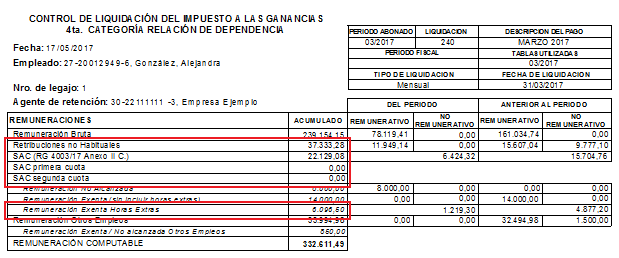 CONTROL DE LIQUIDACIÓN DEL IMPUESTO A LAS GANANCIAS
4ta. CATEGORÍA RELACIÓN DE DEPENDENCIA
Fecha: 17/05/2017
Empleado: 27-20012949-6, González, Alejandra
Nro. de legajo: 1
Agente de retención: 30-22111111 -3, Empresa Ejemplo
PERIODO ABONADO LIQUIDACION DESCRIPCION DEL PAGO
03/2017 240 MARZO 2017
PERIODO FISCAL TABLAS UTILIZADAS
03/2017
TIPO DE LIQUIDACION FECHA DE LIQUIDACION
Mensual 31/03/2017
DEL PERIODO ANTERIOR AL PERIODO
REMUNERACIONES ACUMULADO REMUNERATIVO NO REMUNERATIVO REMUNERATIVO NO REMUNERATIVO
Remuneración Bruta 239.154,15 78.119,41 0,00 161.034,74 0,00
Retribuciones no Habituales 37.333,28 11.949,14 0,00 15.607,04 9.777,10
SAC (RG 4003/17 Anexo II C.) 22.129,08 6.424,32 15.704,76
SAC primera cuota 0,00
SAC segunda cuota 0,00
Remuneración No Alcanzada 8.000,00 8.000,00 0,00 0,00 0,00
Remuneración Exenta (sin incluir horas extras) 14.000,00 0,00 0,00 14.000,00 0,00
Remuneración Exenta Horas Extras 6.096,50 1.219,30 4.877,20
Remuneración Otros Empleos 33.994,98 0,00 0,00 32.494,98 1.500,00
Remuneración Exenta / No alcanzada Otros Empleos 850,00
REMUNERACIÓN COMPUTABLE 332.611,49